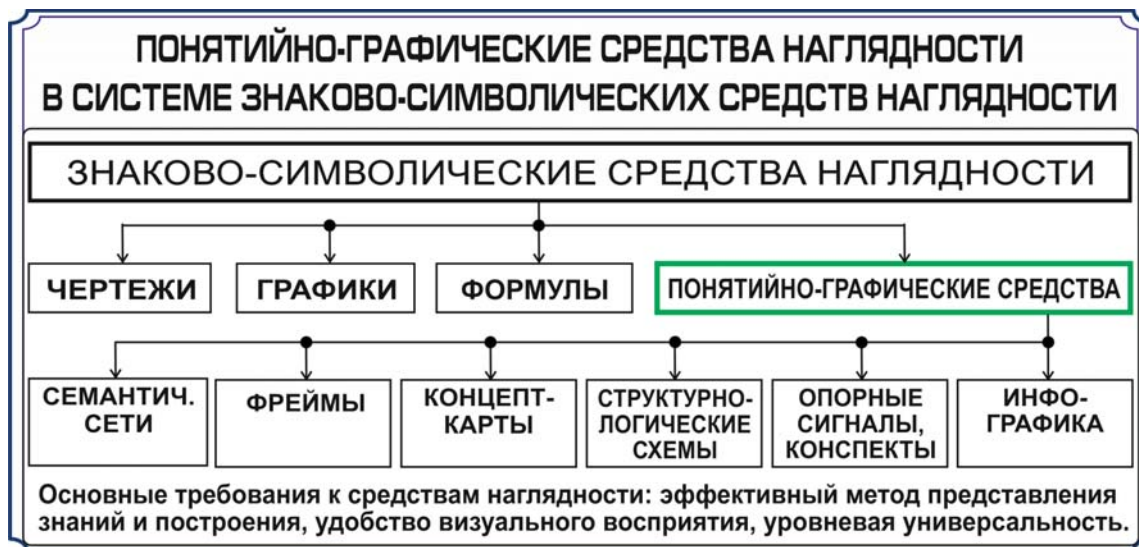 ПОНЯТИЙНО-ГРАФИЧЕСКИЕ СРЕДСТВА НАГЛЯДНОСТИ
В СИСТЕМЕ ЗНАКОВО-СИМВОЛИЧЕСКИХ СРЕДСТВ НАГЛЯДНОСТИ
ЗНАКОВО-СИМВОЛИЧЕСКИЕ СРЕДСТВА НАГЛЯДНОСТИ
ЧЕРТЕЖИ
ГРАФИКИ
ФОРМУЛЫ
ПОНЯТИЙНО-ГРАФИЧЕСКИЕ СРЕДСТВА
СЕМАНТИЧ.
СЕТИ
ФРЕЙМЫ
КОНЦЕПТ-
КАРТЫ
СТРУКТУРНО-
ЛОГИЧЕСКИЕ
СХЕМЫ
ОПОРНЫЕ
СИГНАЛЫ,
КОНСПЕКТЫ
ИНФО-
ГРАФИКА
Основные требования к средствам наглядности: эффективный метод представления
знаний и построения, удобство визуального восприятия, уровневая универсальность.